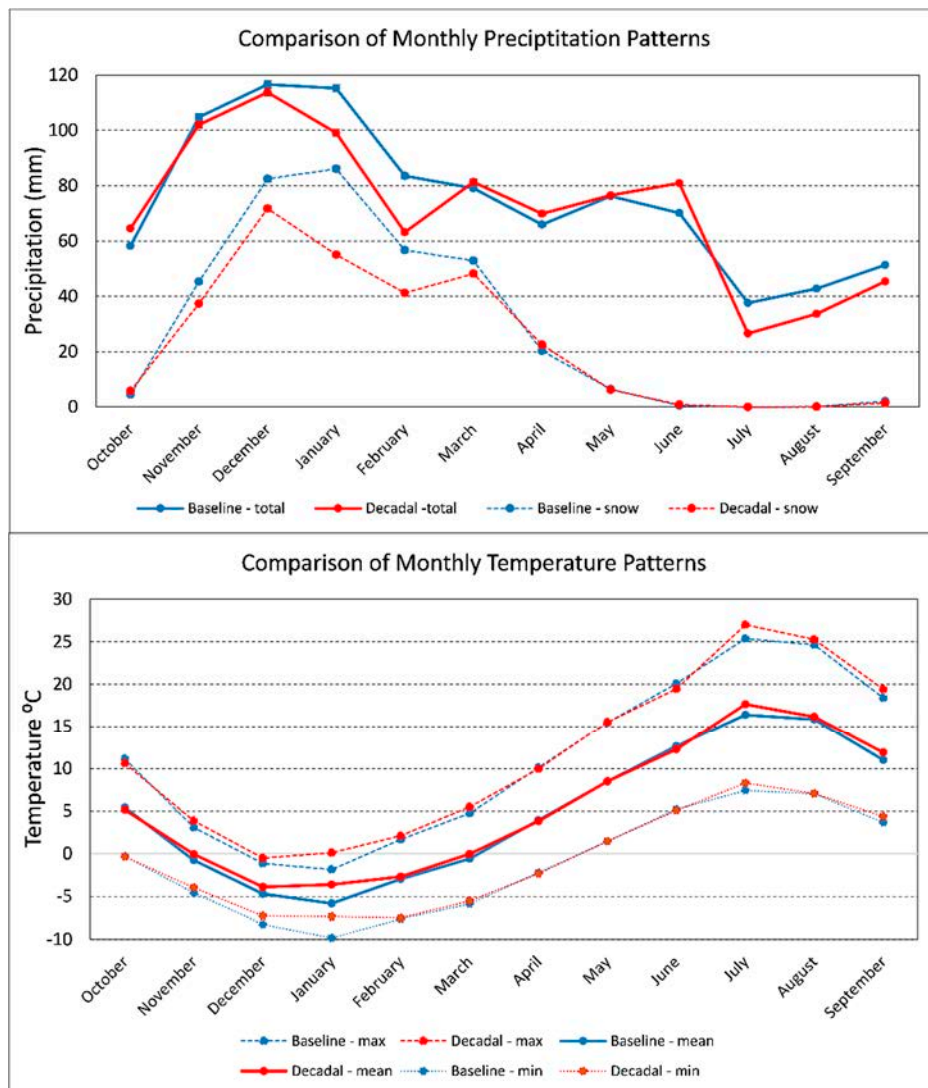 Comparison of Monthly Preciptitation Patterns
Precipitation (mm)
120
100
80
60
40
20
0
October
November
December
January
February
March
April
May
June
July
August
September
Baseline - total
Decadal -total
Baseline - snow
Decadal - snow
Comparison of Monthly Temperature Patterns
Temperature ⁰C
30
25
20
15
10
5
0
-5
-10
October
November
December
January
February
March
April
May
June
July
August
September
Baseline - max
Decadal - max
Baseline - mean
Decadal - mean
Baseline - min
Decadal - min